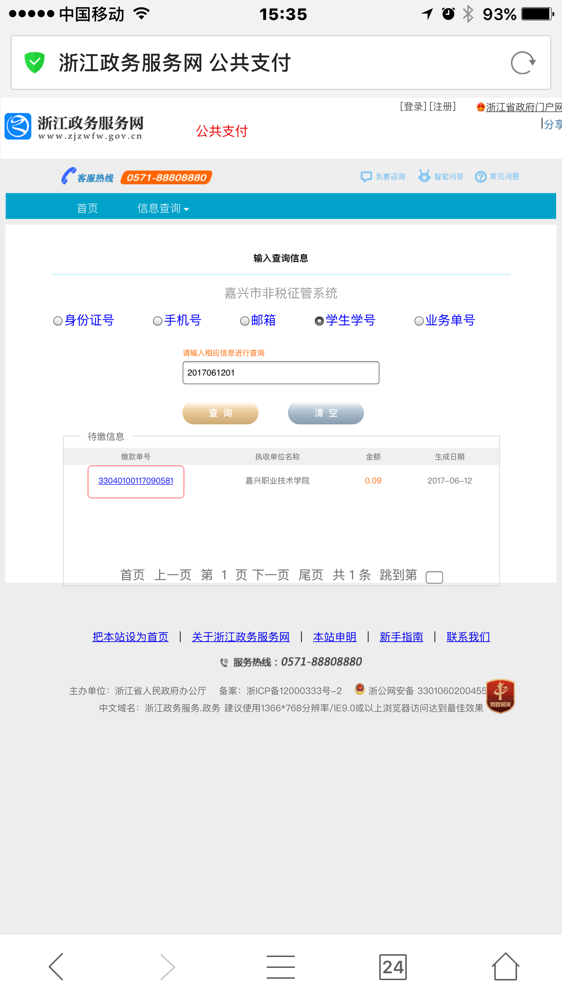 中国移动 15:35 93%
浙江政务服务网 公共支付
[登录] [注册] 浙江省政府门户网
浙江政务服务网
www.zjzwfw.gov.cn
公共支付
分享
客服热线 0571-88808880 我要咨询 智能问答 常见问题
首页 信息查询
输入查询信息
嘉兴市非税征管系统
身份证号 手机号 邮箱 学生学号 业务单号
请输入相应信息进行查询
2017061201
查 询 清 空
待缴信息
缴款单号 执收单位名称 金额 生成日期
33040100117090581 嘉兴职业技术学院 0.09 2017-06-12
首页 上一页 第 1 页 下一页 尾页 共 1 条 跳到第
把本站设为首页 | 关于浙江政务服务网 | 本站申明 | 新手指南 | 联系我们
服务热线：0571-88808880
主办单位：浙江省人民政府办公厅 备案：浙ICP备12000333号-2 浙公网安备 3301060200455
党政机关
中文域名：浙江政务服务.政务 建议使用1366*768分辨率/IE9.0或以上浏览器访问达到最佳效果
24